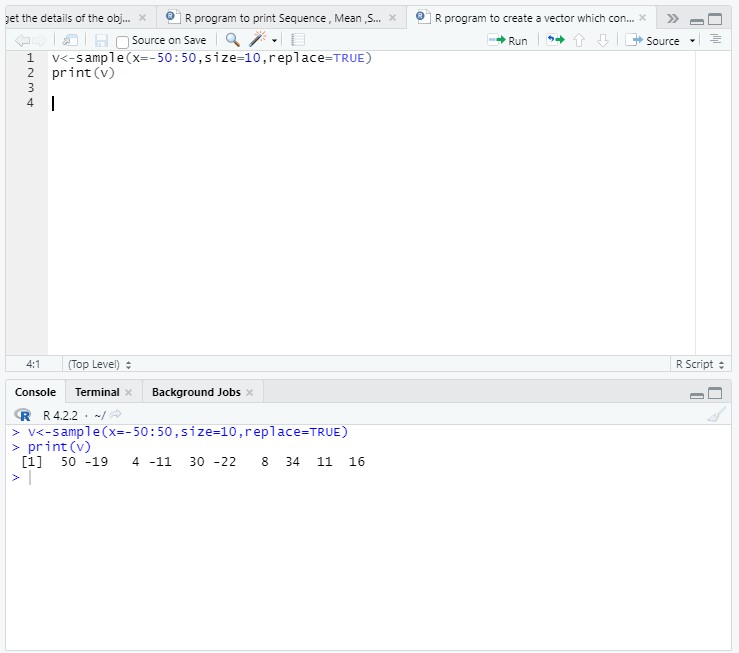 get the details of the obj...
R program to print Sequence , Mean ,S...
R program to create a vector which con...
Source on Save
Run
Source
1 v<-sample(x=-50:50,size=10,replace=TRUE)
2 print(v)
3
4
4:1 (Top Level)
R Script
Console Terminal Background Jobs
R 4.2.2 · ~/
> v<-sample(x=-50:50,size=10,replace=TRUE)
> print(v)
[1] 50 -19 4 -11 30 -22 8 34 11 16
>